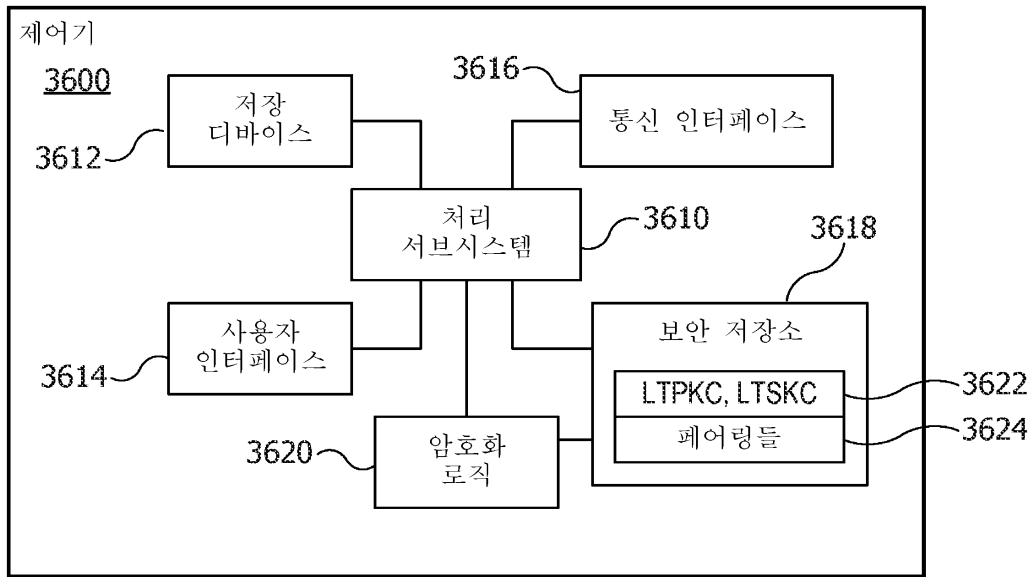 제어기
3600
저장
디바이스
3612
3616
통신 인터페이스
처리
서브시스템
3610
3618
사용자
인터페이스
3614
보안 저장소
LTPKC, LTSKC
3622
페어링들
3624
암호화
로직
3620